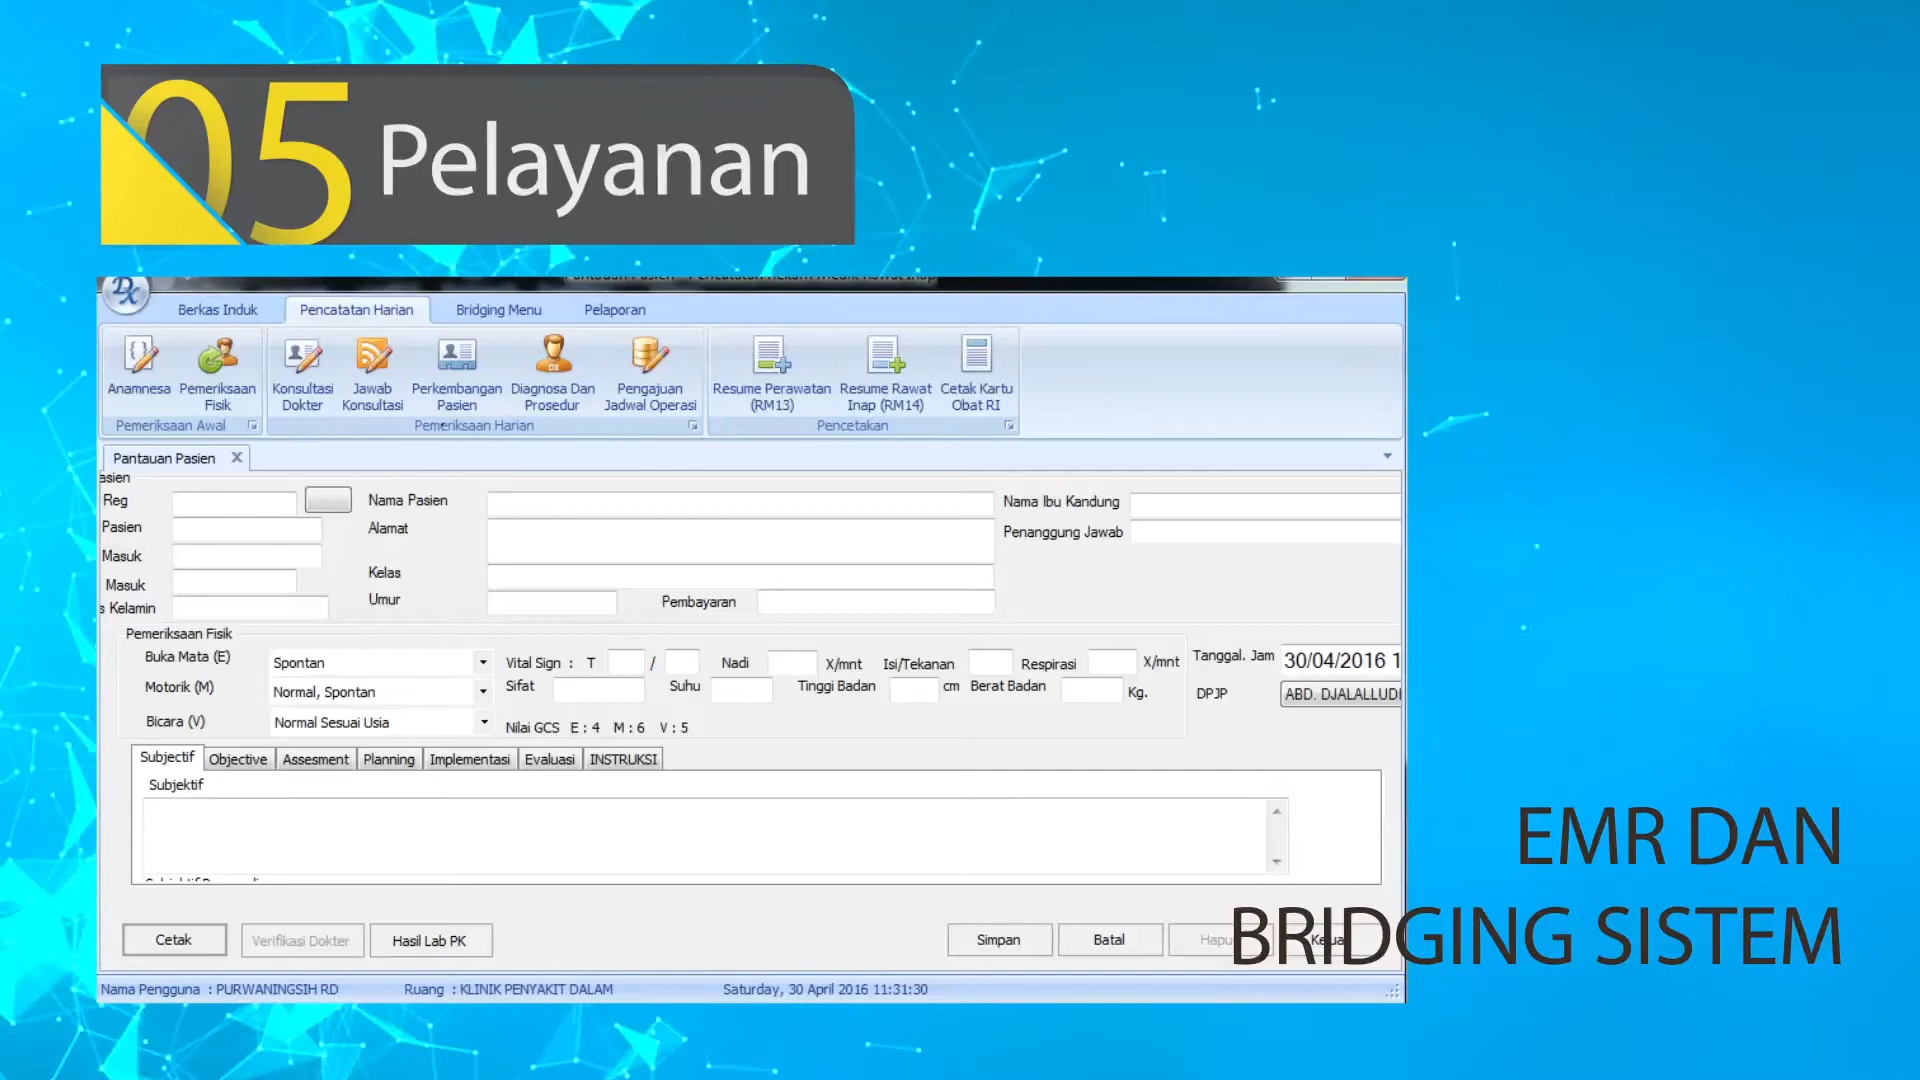 05 Pelayanan
DX
Berkas Induk Pencatatan Harian Bridging Menu Pelaporan
Anamnesa Pemeriksaan Fisik Konsultasi Dokter Jawab Konsultasi Perkembangan Pasien Diagnosa Dan Prosedur Pengajuan Jadwal Operasi Resume Perawatan (RM13) Resume Rawat Inap (RM14) Cetak Kartu Obat RI
Pemeriksaan Awal Pemeriksaan Harian Pencetakan
Pantauan Pasien X
asien
Reg Nama Pasien Nama Ibu Kandung
Pasien Alamat Penanggung Jawab
Masuk
Masuk Kelas
s Kelamin Umur Pembayaran
Pemeriksaan Fisik
Buka Mata (E) Spontan Vital Sign : T / Nadi X/mnt Isi/Tekanan Respirasi X/mnt Tanggal. Jam 30/04/2016 1
Motorik (M) Normal, Spontan Sifat Suhu Tinggi Badan cm Berat Badan Kg. DPJP ABD. DJALALLUDI
Bicara (V) Normal Sesuai Usia Nilai GCS E : 4 M : 6 V : 5
Subjectif Objective Assesment Planning Implementasi Evaluasi INSTRUKSI
Subjektif
Cetak Verifikasi Dokter Hasil Lab PK Simpan Batal Hapu Kelua
Nama Pengguna : PURWANINGSIH RD Ruang : KLINIK PENYAKIT DALAM Saturday, 30 April 2016 11:31:30
EMR DAN
BRIDGING SISTEM